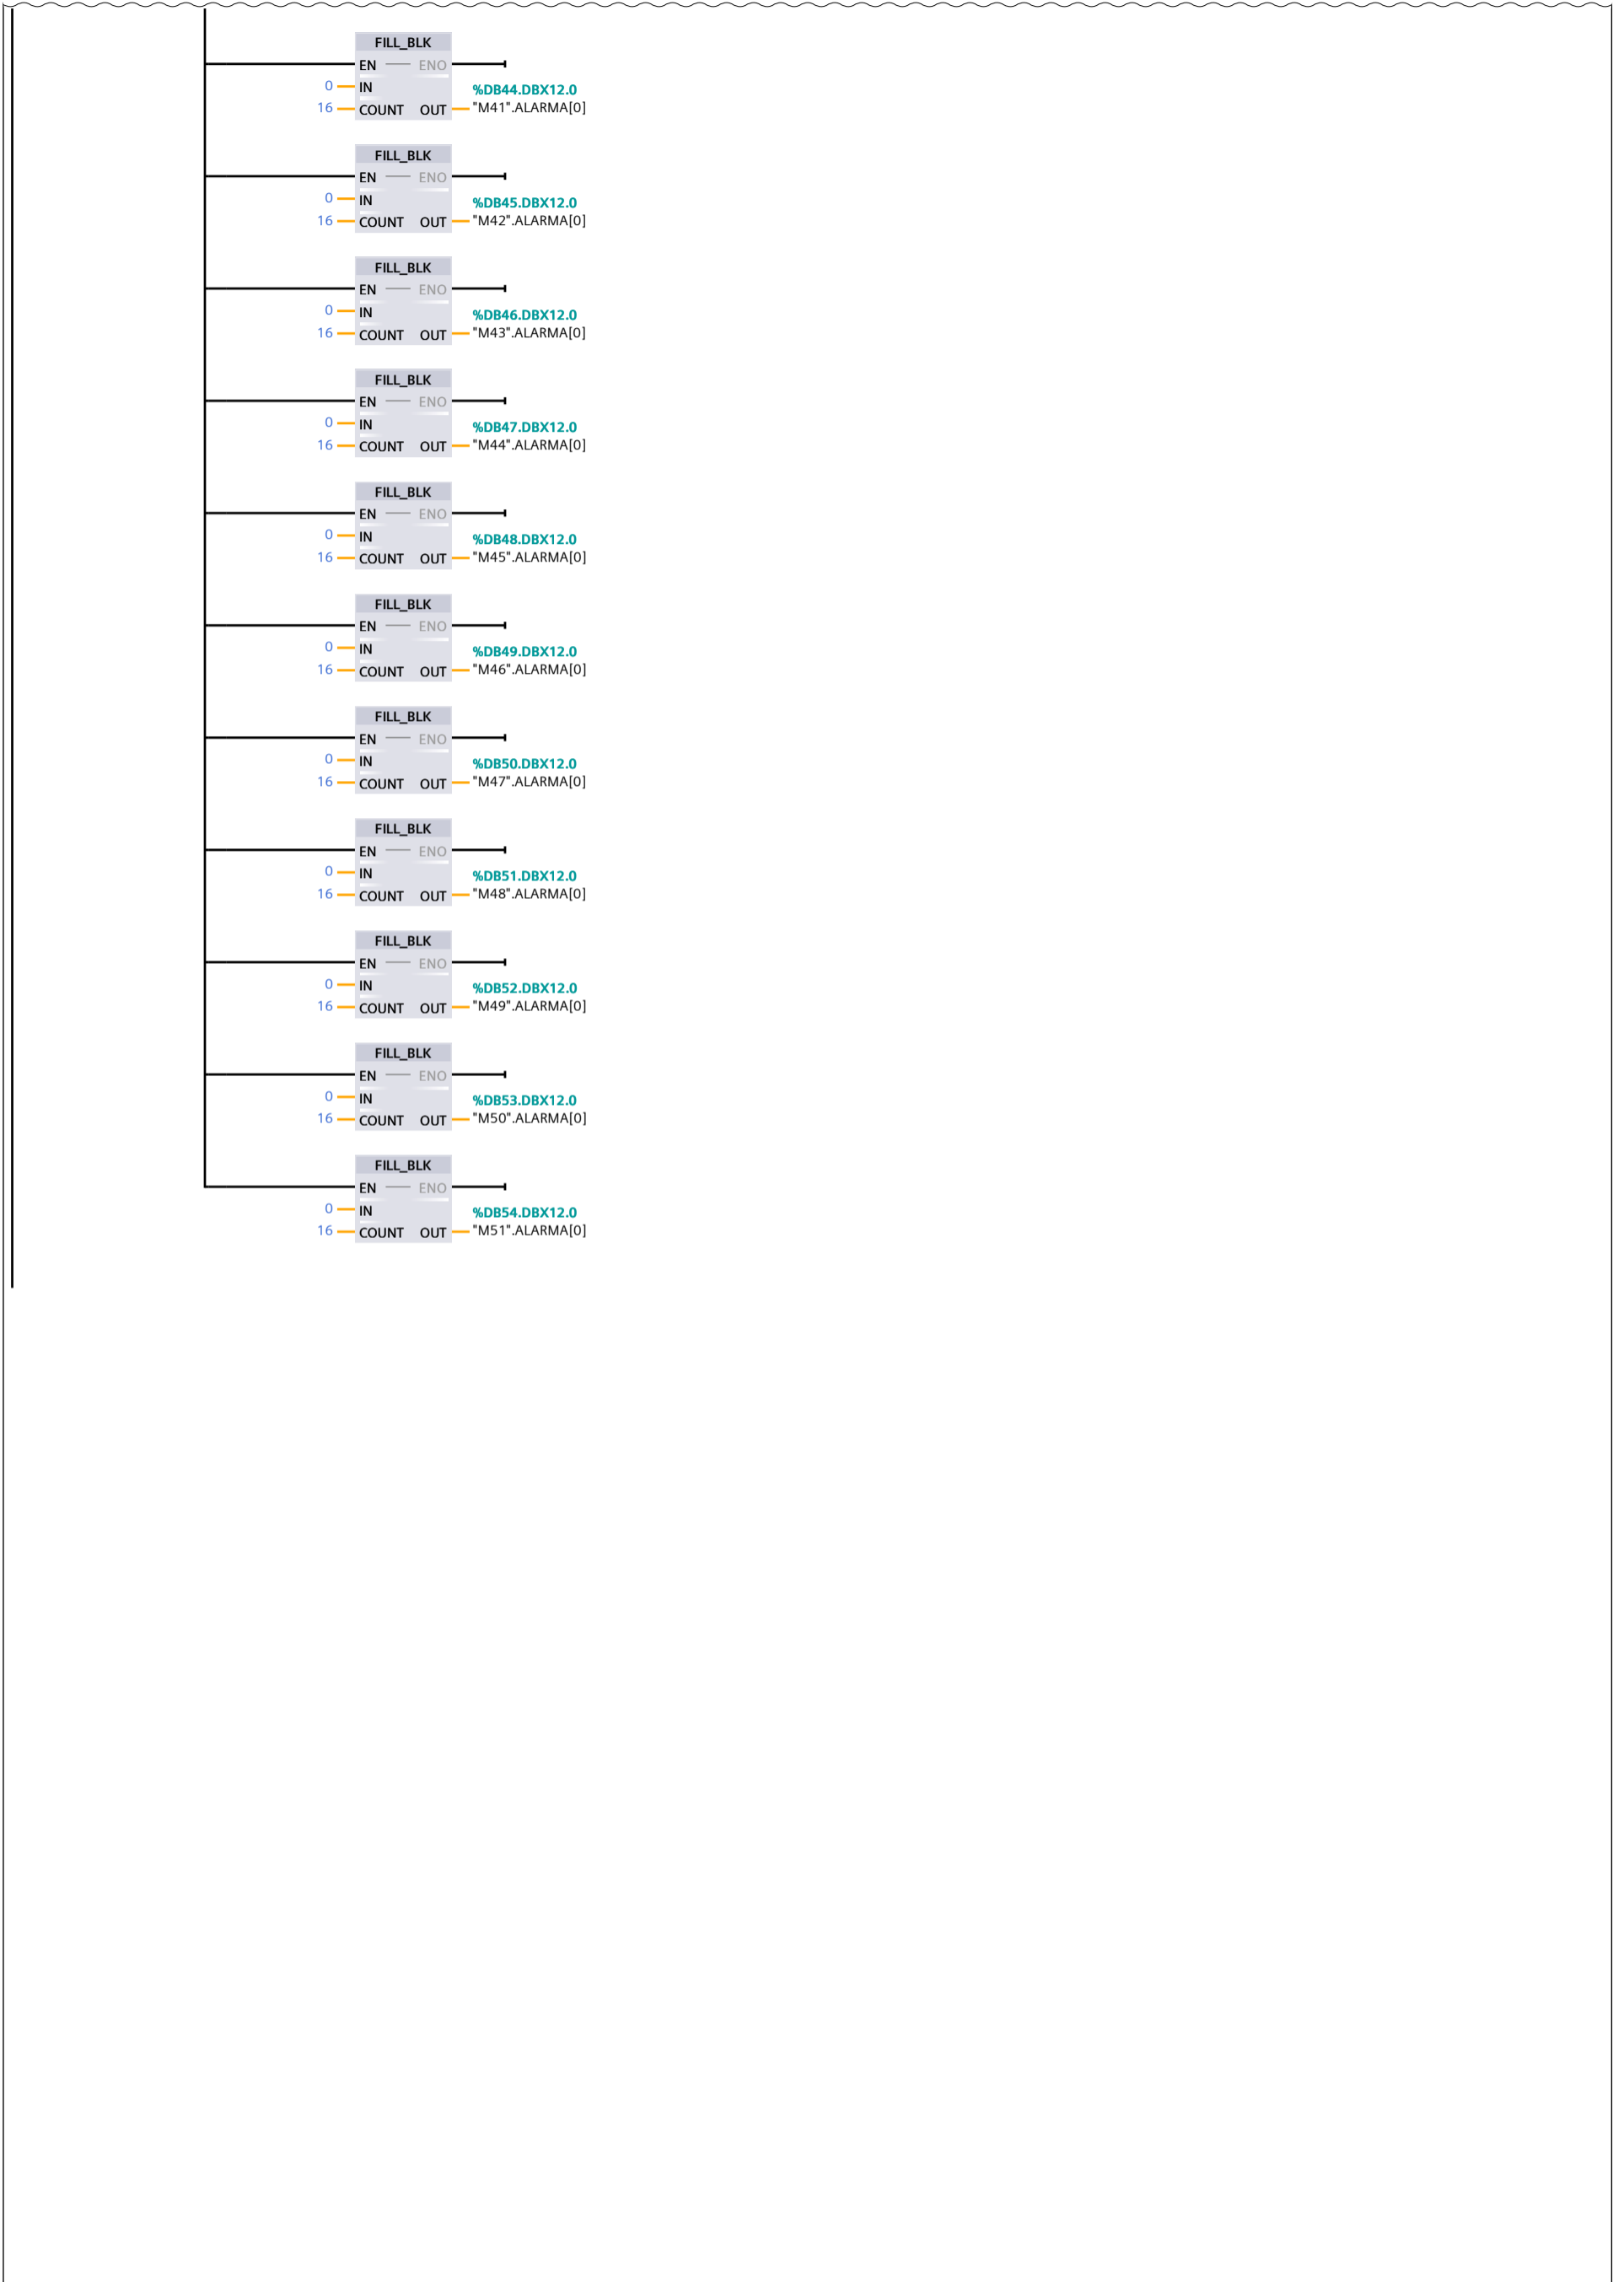 FILL_BLK
EN ENO
0 IN
%DB44.DBX12.0
16 COUNT OUT "M41".ALARMA[0]
FILL_BLK
EN ENO
0 IN
%DB45.DBX12.0
16 COUNT OUT "M42".ALARMA[0]
FILL_BLK
EN ENO
0 IN
%DB46.DBX12.0
16 COUNT OUT "M43".ALARMA[0]
FILL_BLK
EN ENO
0 IN
%DB47.DBX12.0
16 COUNT OUT "M44".ALARMA[0]
FILL_BLK
EN ENO
0 IN
%DB48.DBX12.0
16 COUNT OUT "M45".ALARMA[0]
FILL_BLK
EN ENO
0 IN
%DB49.DBX12.0
16 COUNT OUT "M46".ALARMA[0]
FILL_BLK
EN ENO
0 IN
%DB50.DBX12.0
16 COUNT OUT "M47".ALARMA[0]
FILL_BLK
EN ENO
0 IN
%DB51.DBX12.0
16 COUNT OUT "M48".ALARMA[0]
FILL_BLK
EN ENO
0 IN
%DB52.DBX12.0
16 COUNT OUT "M49".ALARMA[0]
FILL_BLK
EN ENO
0 IN
%DB53.DBX12.0
16 COUNT OUT "M50".ALARMA[0]
FILL_BLK
EN ENO
0 IN
%DB54.DBX12.0
16 COUNT OUT "M51".ALARMA[0]